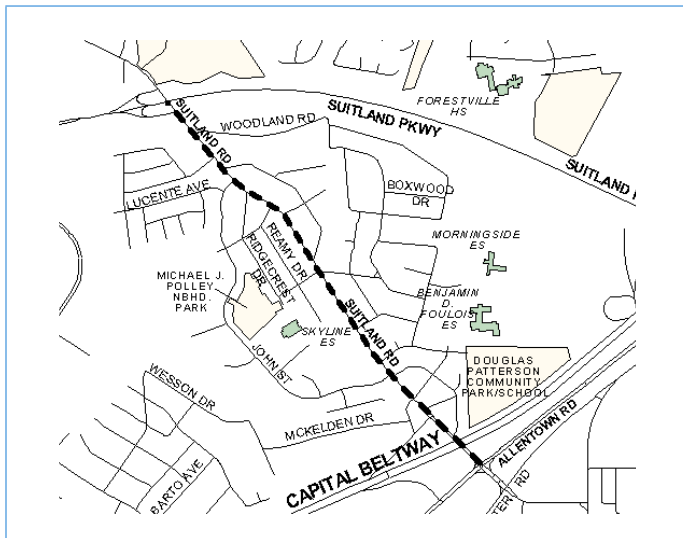 FORESTVILLE
HS
SUITLAND PKWY
SUITLAND RD
WOODLAND RD
SUITLAND
BOXWOOD
DR
LUCENTE AVE
REAMY DR
RIDGECREST
DR
MORNINGSIDE
ES
MICHAEL J.
POLLEY
NBHD.
PARK
BENJAMIN
D.
FOULOIS
ES
SKYLINE
ES
SUITLAND RD
JOHN ST
DOUGLAS
PATTERSON
COMMUNITY
PARK/SCHOOL
WESSON DR
MCKELDEN DR
ALLENTOWN RD
CAPITAL BELTWAY
BARTO AVE
RD